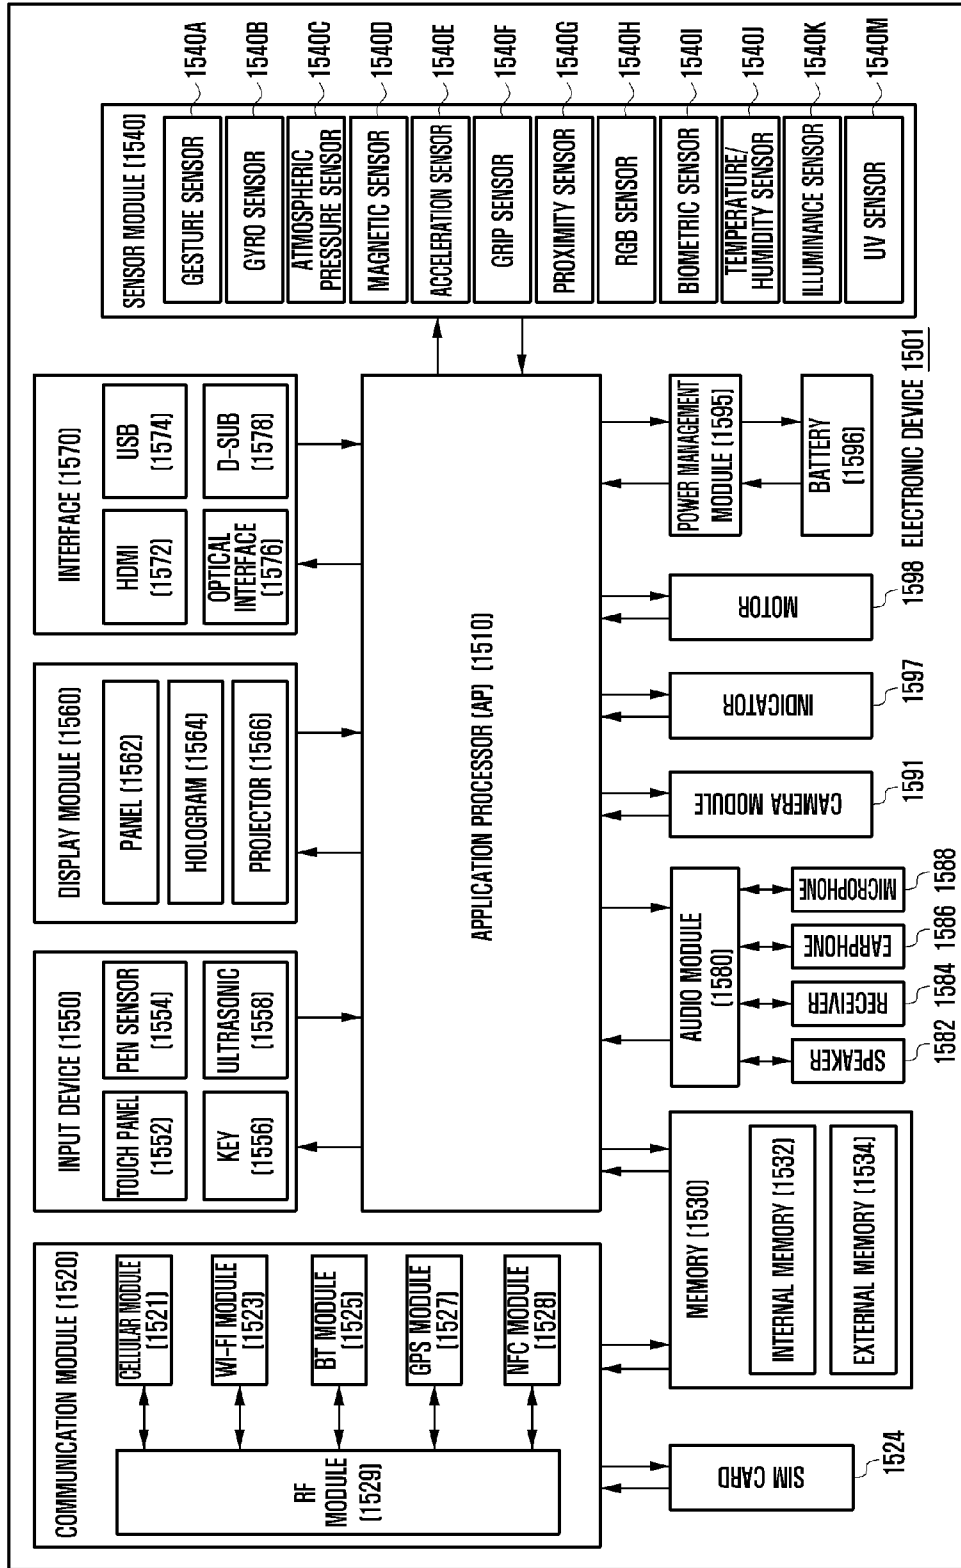 COMMUNICATION MODULE (1520)
RF
MODULE
(1529)
CELLULAR MODULE
(1521)
WI-FI MODULE
(1523)
BT MODULE
(1525)
GPS MODULE
(1527)
NFC MODULE
(1528)
INPUT DEVICE (1550)
TOUCH PANEL
(1552)
PEN SENSOR
(1554)
KEY
(1556)
ULTRASONIC
(1558)
DISPLAY MODULE (1560)
PANEL (1562)
HOLOGRAM (1564)
PROJECTOR (1566)
INTERFACE (1570)
HDMI
(1572)
USB
(1574)
OPTICAL
INTERFACE
(1576)
D-SUB
(1578)
SENSOR MODULE (1540)
GESTURE SENSOR
1540A
GYRO SENSOR
1540B
ATMOSPHERIC
PRESSURE SENSOR
1540C
MAGNETIC SENSOR
1540D
ACCELERATION SENSOR
1540E
GRIP SENSOR
1540F
PROXIMITY SENSOR
1540G
RGB SENSOR
1540H
BIOMETRIC SENSOR
1540I
TEMPERATURE/
HUMIDITY SENSOR
1540J
ILLUMINANCE SENSOR
1540K
UV SENSOR
1540M
APPLICATION PROCESSOR (AP) (1510)
SIM CARD
1524
MEMORY (1530)
INTERNAL MEMORY (1532)
EXTERNAL MEMORY (1534)
AUDIO MODULE
(1580)
SPEAKER
1582
RECEIVER
1584
EARPHONE
1586
MICROPHONE
1588
CAMERA MODULE
1591
INDICATOR
1597
MOTOR
1598
POWER MANAGEMENT
MODULE (1595)
BATTERY
(1596)
ELECTRONIC DEVICE 1501